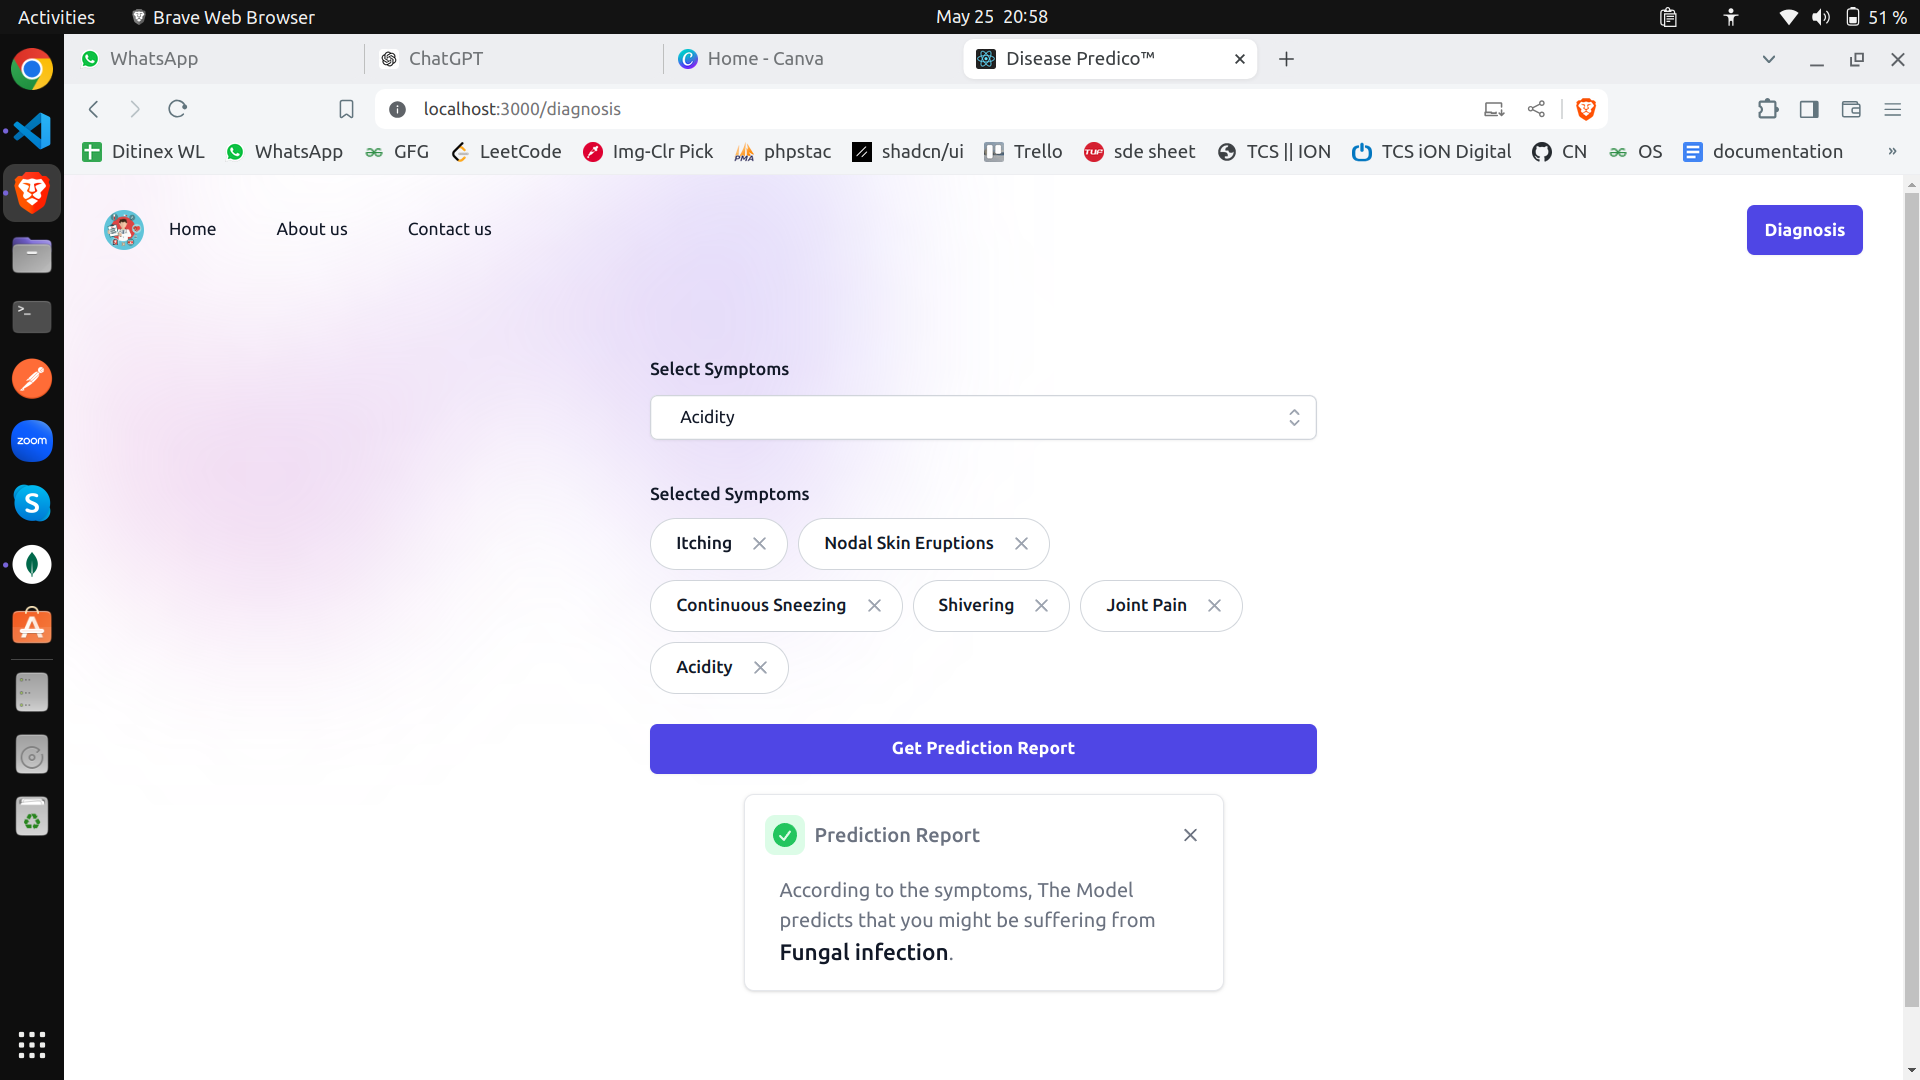 Activities Brave Web Browser May 25 20:58 51 %
WhatsApp ChatGPT Home - Canva Disease Predico™
localhost:3000/diagnosis
Ditinex WL WhatsApp GFG LeetCode Img-Clr Pick PMA phpstac shadcn/ui Trello TUF sde sheet TCS || ION TCS iON Digital CN OS documentation »
Home About us Contact us Diagnosis
Select Symptoms
Acidity
zoom
Selected Symptoms
Itching Nodal Skin Eruptions
Continuous Sneezing Shivering Joint Pain
Acidity
Get Prediction Report
Prediction Report
According to the symptoms, The Model
predicts that you might be suffering from
Fungal infection.